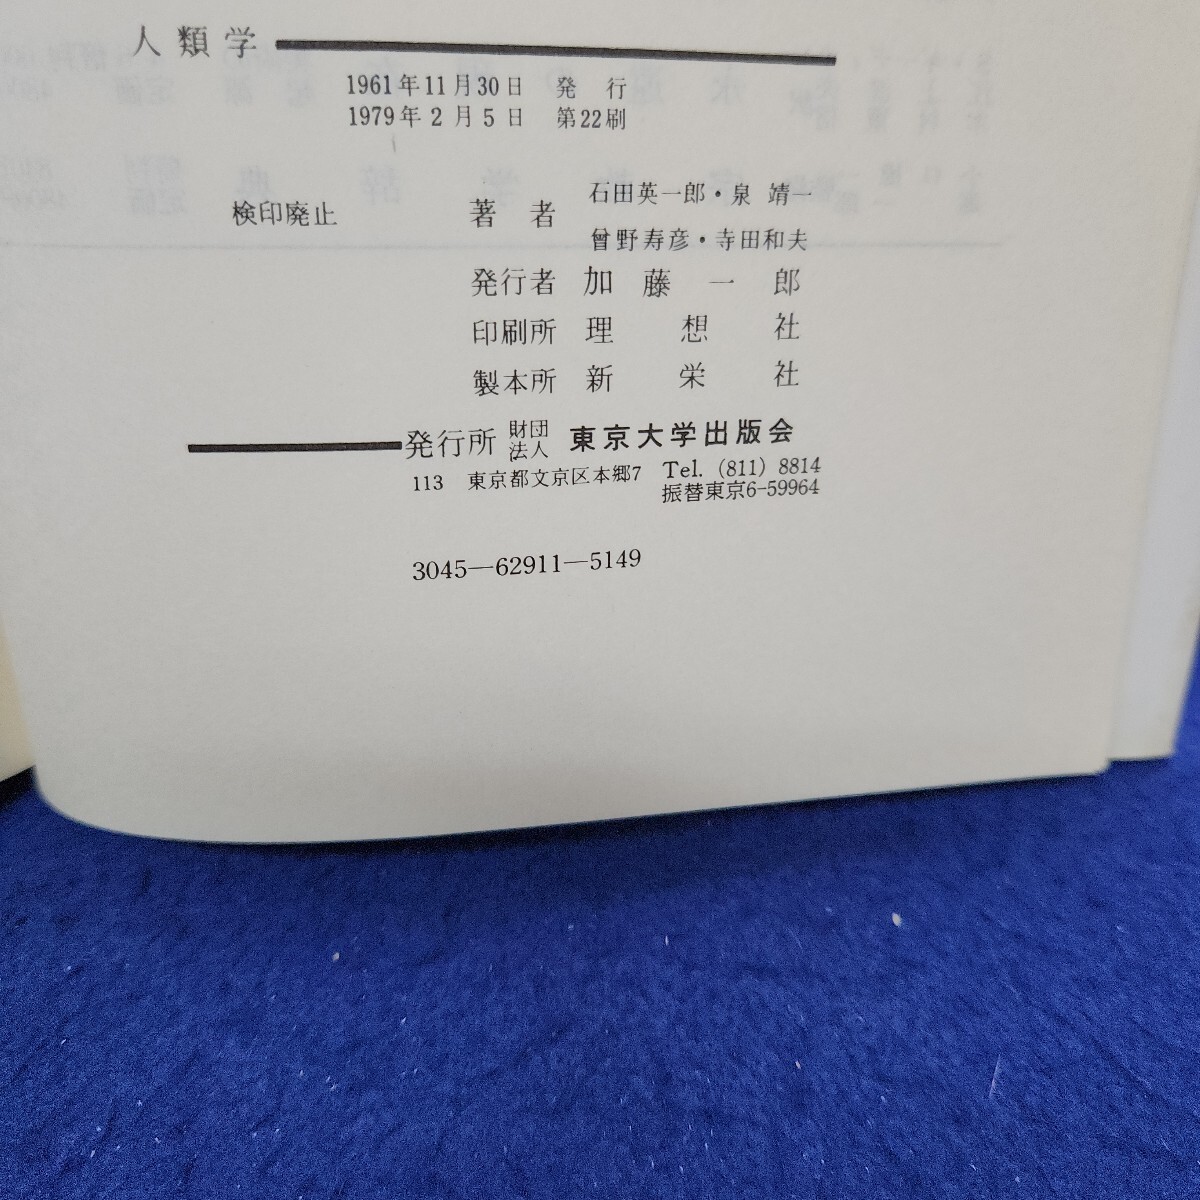 人類学
1961年11月30日 発 行
1979年2月5日 第22刷
検印廃止
著 者 石田英一郎・泉 靖一
曾野寿彦・寺田和夫
発行者 加藤一郎
印刷所 理想社
製本所 新栄社
発行所 財団法人 東京大学出版会
113 東京都文京区本郷7 Tel. (811) 8814
振替東京6-59964
3045—62911—5149